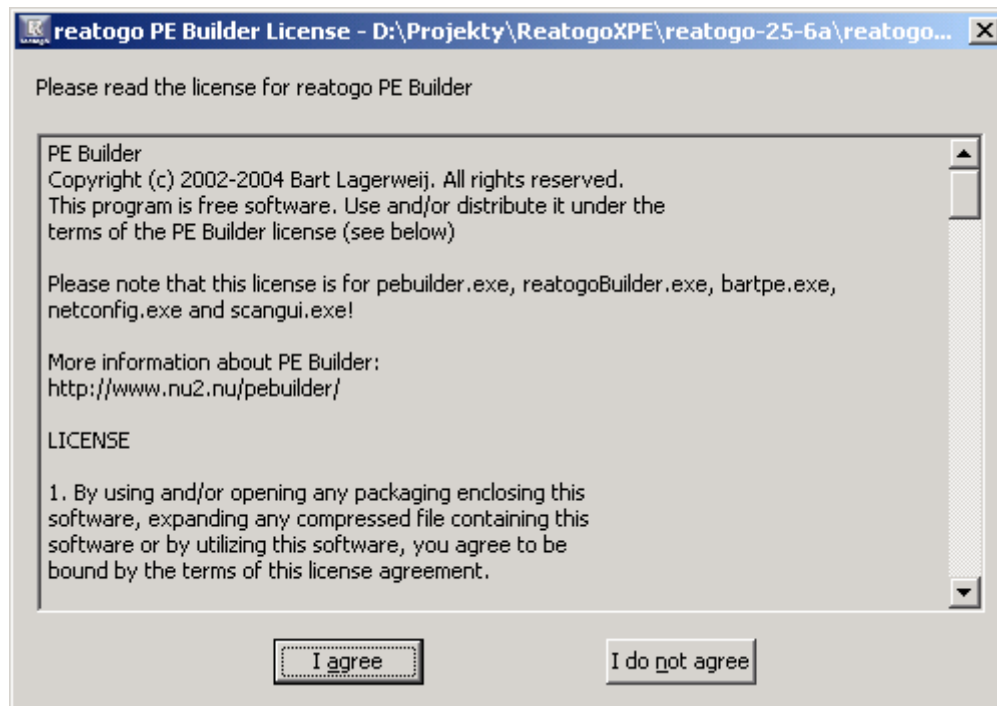 reatogo PE Builder License - D:\Projekty\ReatogoXPE\reatogo-25-6a\reatogo...
Please read the license for reatogo PE Builder
PE Builder
Copyright (c) 2002-2004 Bart Lagerweij. All rights reserved.
This program is free software. Use and/or distribute it under the
terms of the PE Builder license (see below)
Please note that this license is for pebuilder.exe, reatogoBuilder.exe, bartpe.exe,
netconfig.exe and scangui.exe!
More information about PE Builder:
http://www.nu2.nu/pebuilder/
LICENSE
1. By using and/or opening any packaging enclosing this
software, expanding any compressed file containing this
software or by utilizing this software, you agree to be
bound by the terms of this license agreement.
I agree
I do not agree